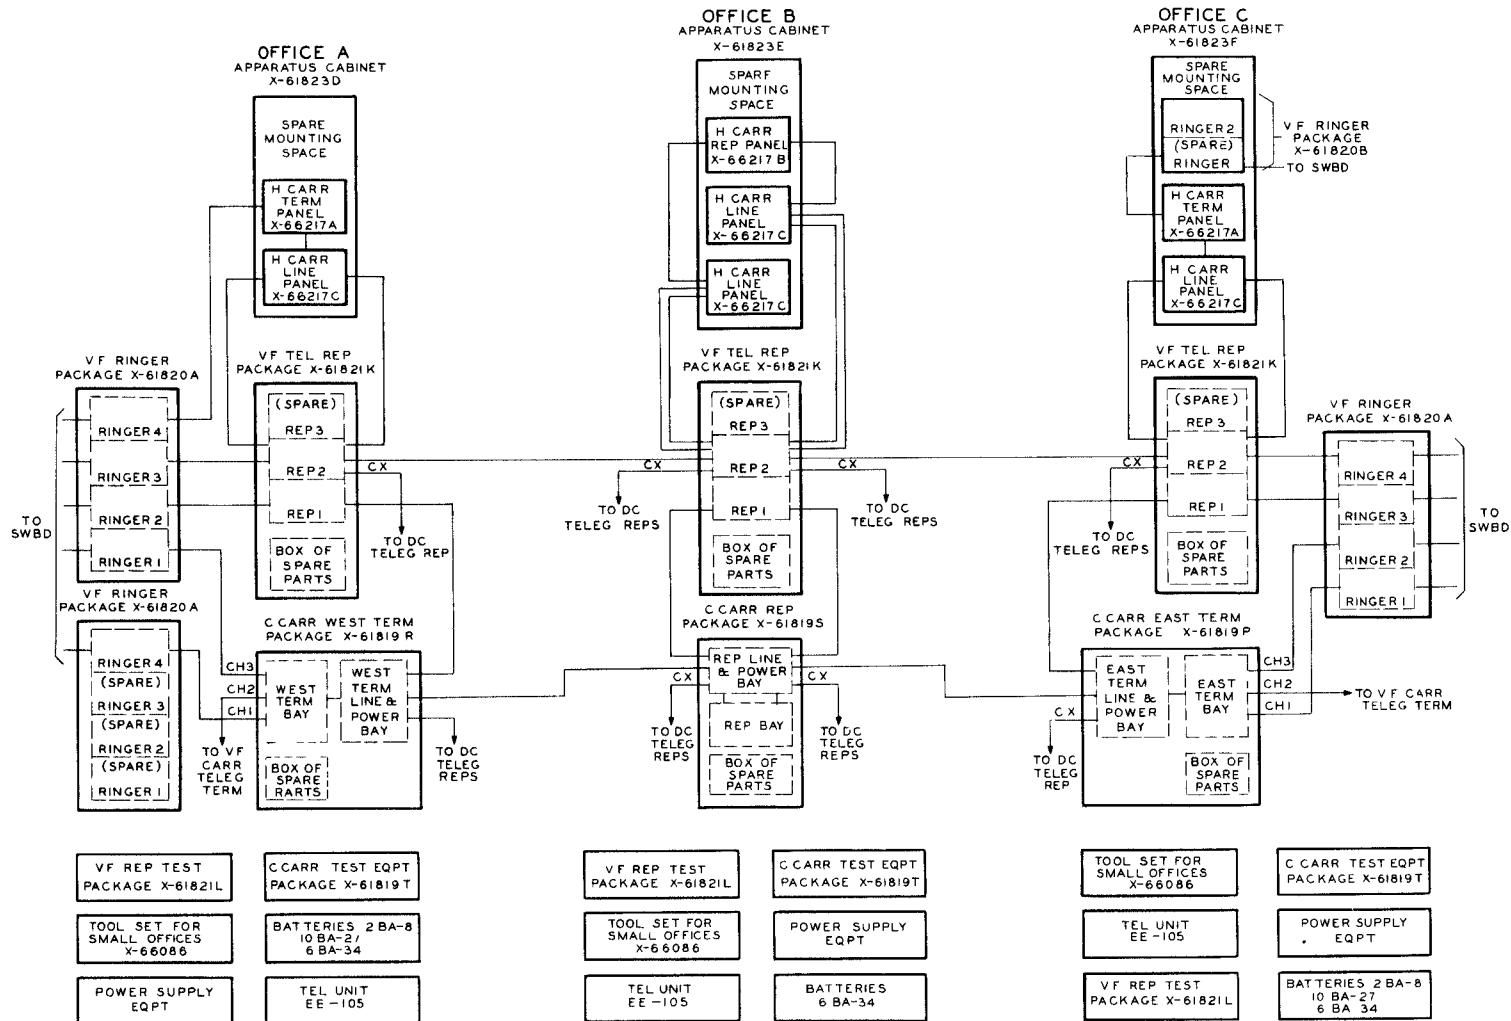 OFFICE A
APPARATUS CABINET
X-61823D
SPARE
MOUNTING
SPACE
H CARR
TERM
PANEL
X-66217A
H CARR
LINE
PANEL
X-66217C
VF RINGER
PACKAGE X-61820A
RINGER 4
RINGER 3
RINGER 2
RINGER 1
TO
SWBD
VF TEL REP
PACKAGE X-61821K
(SPARE)
REP 3
REP 2
REP 1
BOX OF
SPARE
PARTS
CX
TO DC
TELEG REP
VF RINGER
PACKAGE X-61820A
RINGER 4
(SPARE)
RINGER 3
(SPARE)
RINGER 2
(SPARE)
RINGER 1
C CARR WEST TERM
PACKAGE X-61819R
CH3
CH2
CH1
WEST
TERM
BAY
WEST
TERM
LINE &
POWER
BAY
BOX OF
SPARE
RARTS
TO VF
CARR
TELEG
TERM
TO DC
TELEG
REPS
OFFICE B
APPARATUS CABINET
X-61823E
SPARF
MOUNTING
SPACE
H CARR
REP PANEL
X-66217B
H CARR
LINE
PANEL
X-66217C
H CARR
LINE
PANEL
X-66217C
VF TEL REP
PACKAGE X-61821K
(SPARE)
REP 3
REP 2
REP 1
BOX OF
SPARE
PARTS
CX
TO DC
TELEG REPS
CX
TO DC
TELEG REPS
C CARR REP
PACKAGE X-61819S
REP LINE
& POWER
BAY
REP BAY
BOX OF
SPARE
PARTS
CX
TO DC
TELEG
REPS
CX
TO DC
TELEG
REPS
OFFICE C
APPARATUS CABINET
X-61823F
SPARE
MOUNTING
SPACE
RINGER 2
(SPARE)
RINGER
VF RINGER
PACKAGE
X-61820B
TO SWBD
H CARR
TERM
PANEL
X-66217A
H CARR
LINE
PANEL
X-66217C
VF TEL REP
PACKAGE X-61821K
(SPARE)
REP 3
REP 2
REP 1
BOX OF
SPARE
PARTS
CX
TO DC
TELEG REPS
VF RINGER
PACKAGE X-61820A
RINGER 4
RINGER 3
RINGER 2
RINGER 1
TO
SWBD
C CARR EAST TERM
PACKAGE X-61819P
EAST
TERM
LINE &
POWER
BAY
EAST
TERM
BAY
BOX OF
SPARE
PARTS
CH3
CH2
CH1
TO VF CARR
TELEG TERM
CX
TO DC
TELEG
REP
VF REP TEST
PACKAGE X-61821L
C CARR TEST EQPT
PACKAGE X-61819T
TOOL SET FOR
SMALL OFFICES
X-66086
BATTERIES 2 BA-8
10 BA-27
6 BA-34
POWER SUPPLY
EQPT
TEL UNIT
EE-105
VF REP TEST
PACKAGE X-61821L
C CARR TEST EQPT
PACKAGE X-61819T
TOOL SET FOR
SMALL OFFICES
X-66086
POWER SUPPLY
EQPT
TEL UNIT
EE-105
BATTERIES
6 BA-34
TOOL SET FOR
SMALL OFFICES
X-66086
C CARR TEST EQPT
PACKAGE X-61819T
TEL UNIT
EE-105
POWER SUPPLY
EQPT
VF REP TEST
PACKAGE X-61821L
BATTERIES 2 BA-8
10 BA-27
6 BA 34